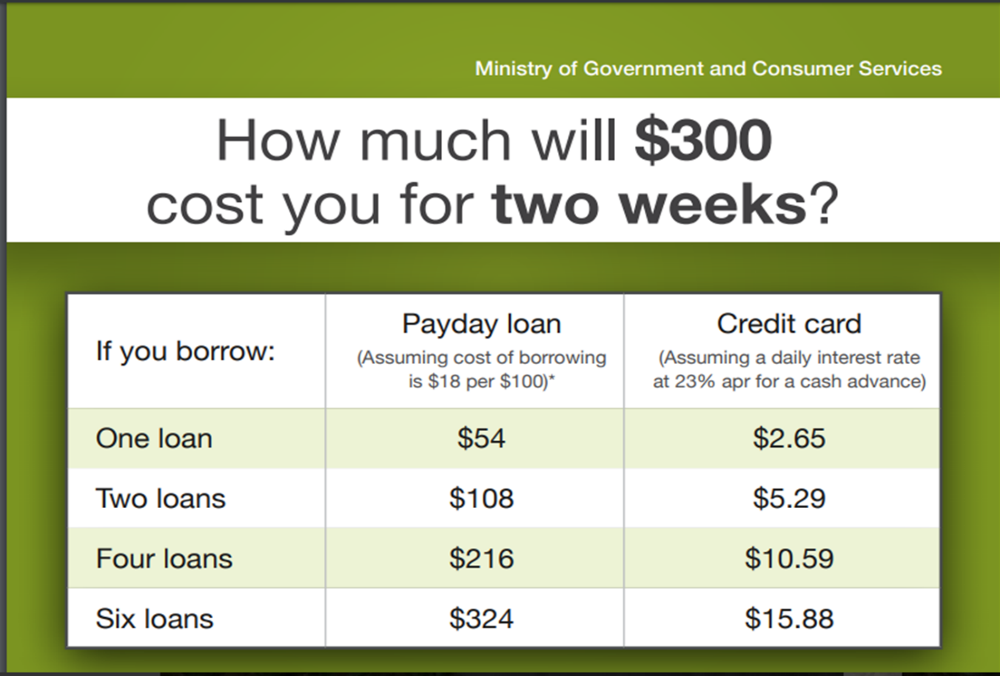 Ministry of Government and Consumer Services
How much will $300
cost you for two weeks?
If you borrow:
Payday loan
(Assuming cost of borrowing
is $18 per $100)*
Credit card
(Assuming a daily interest rate
at 23% apr for a cash advance)
One loan $54 $2.65
Two loans $108 $5.29
Four loans $216 $10.59
Six loans $324 $15.88